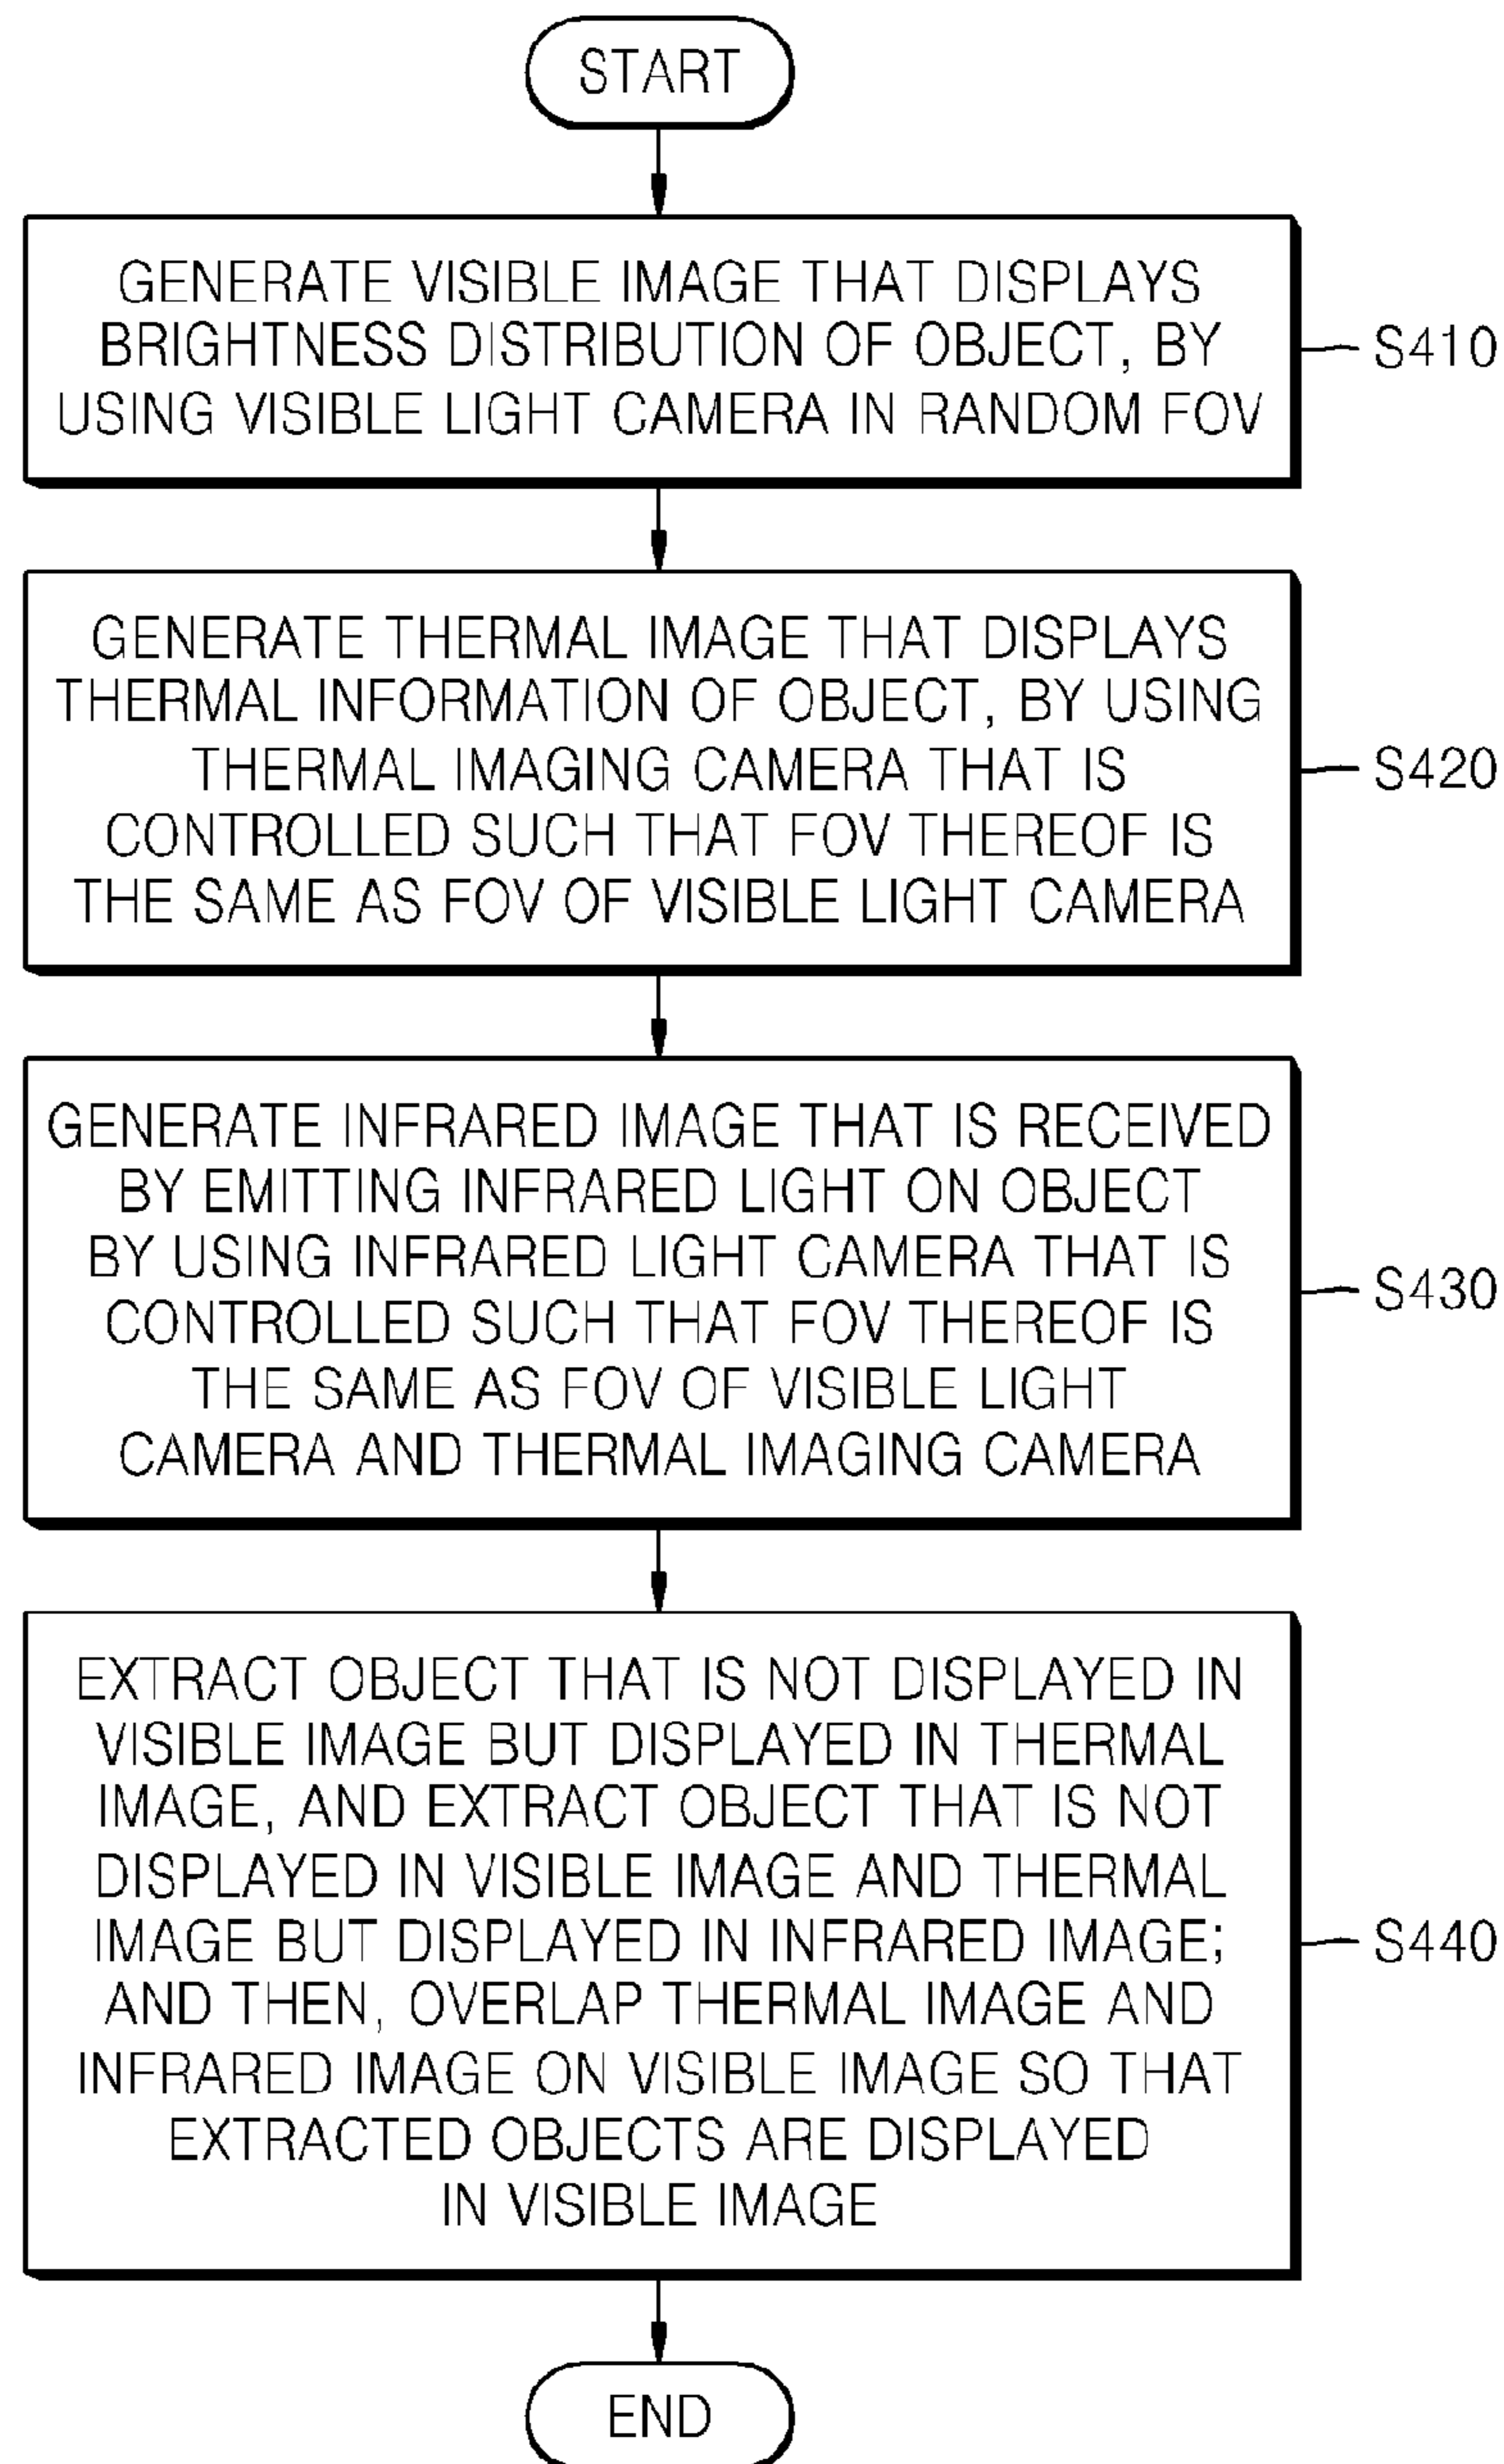 START
GENERATE VISIBLE IMAGE THAT DISPLAYS
BRIGHTNESS DISTRIBUTION OF OBJECT, BY
USING VISIBLE LIGHT CAMERA IN RANDOM FOV
S410
GENERATE THERMAL IMAGE THAT DISPLAYS
THERMAL INFORMATION OF OBJECT, BY USING
THERMAL IMAGING CAMERA THAT IS
CONTROLLED SUCH THAT FOV THEREOF IS
THE SAME AS FOV OF VISIBLE LIGHT CAMERA
S420
GENERATE INFRARED IMAGE THAT IS RECEIVED
BY EMITTING INFRARED LIGHT ON OBJECT
BY USING INFRARED LIGHT CAMERA THAT IS
CONTROLLED SUCH THAT FOV THEREOF IS
THE SAME AS FOV OF VISIBLE LIGHT
CAMERA AND THERMAL IMAGING CAMERA
S430
EXTRACT OBJECT THAT IS NOT DISPLAYED IN
VISIBLE IMAGE BUT DISPLAYED IN THERMAL
IMAGE, AND EXTRACT OBJECT THAT IS NOT
DISPLAYED IN VISIBLE IMAGE AND THERMAL
IMAGE BUT DISPLAYED IN INFRARED IMAGE;
AND THEN, OVERLAP THERMAL IMAGE AND
INFRARED IMAGE ON VISIBLE IMAGE SO THAT
EXTRACTED OBJECTS ARE DISPLAYED
IN VISIBLE IMAGE
S440
END